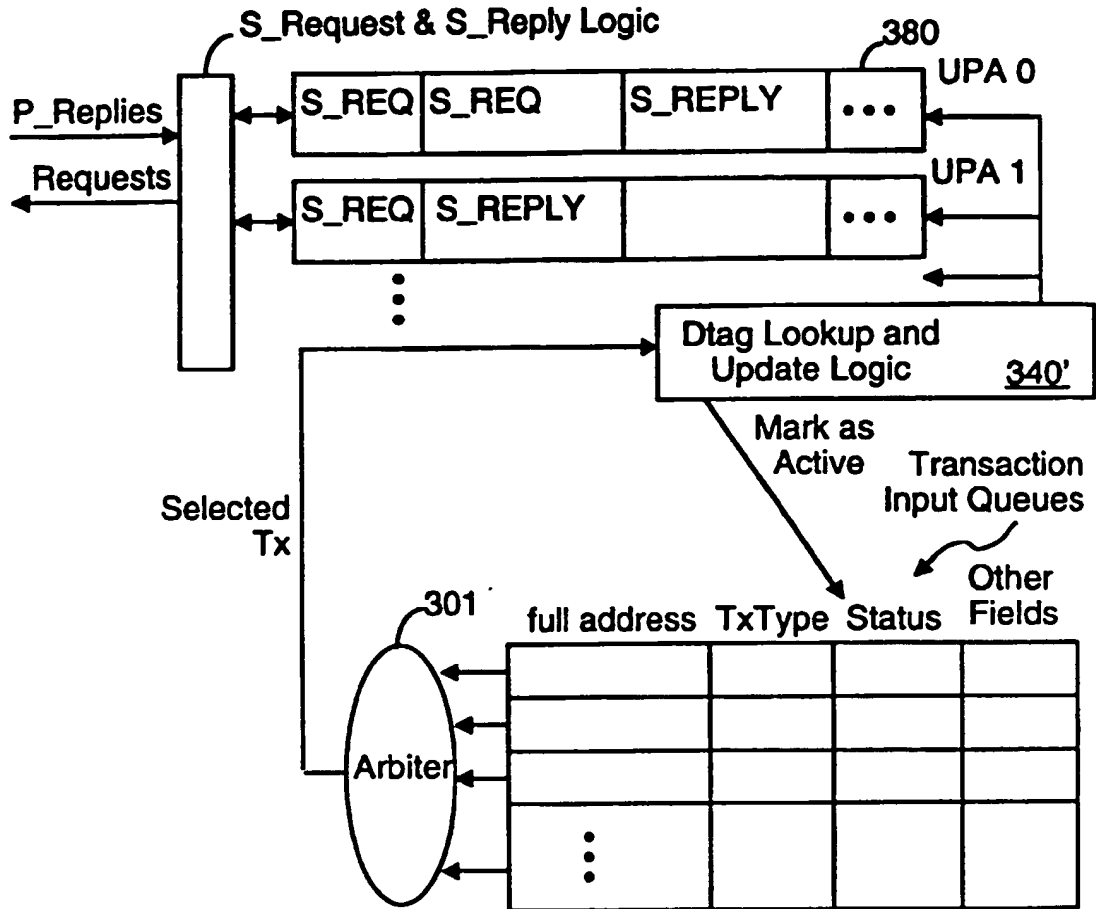 S_Request & S_Reply Logic
380
UPA 0
P_Replies
S_REQ S_REQ S_REPLY •••
Requests
UPA 1
S_REQ S_REPLY •••
Dtag Lookup and
Update Logic 340'
Mark as
Active
Transaction
Input Queues
Selected
Tx
301
full address TxType Status Other
Fields
Arbiter